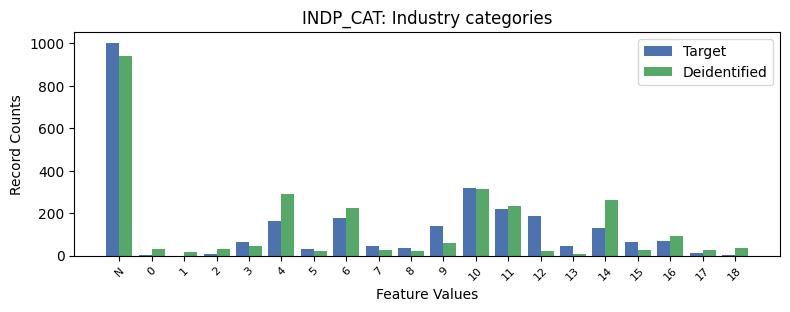 INDP_CAT: Industry categories
Target
Deidentified
Record Counts
1000
800
600
400
200
0
N 0 1 2 3 4 5 6 7 8 9 10 11 12 13 14 15 16 17 18
Feature Values